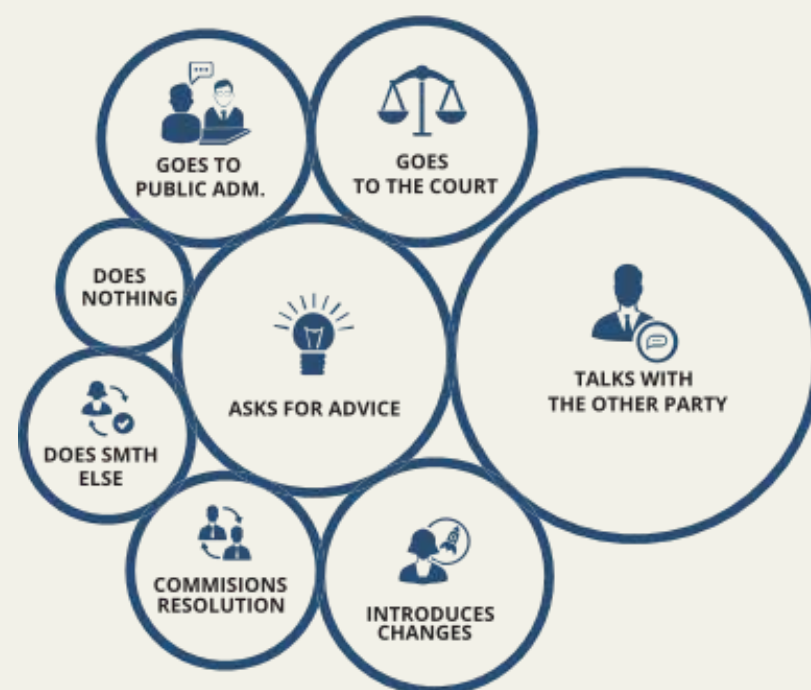 GOES TO
PUBLIC ADM.
GOES
TO THE COURT
DOES
NOTHING
ASKS FOR ADVICE
TALKS WITH
THE OTHER PARTY
DOES SMTH
ELSE
COMMISIONS
RESOLUTION
INTRODUCES
CHANGES